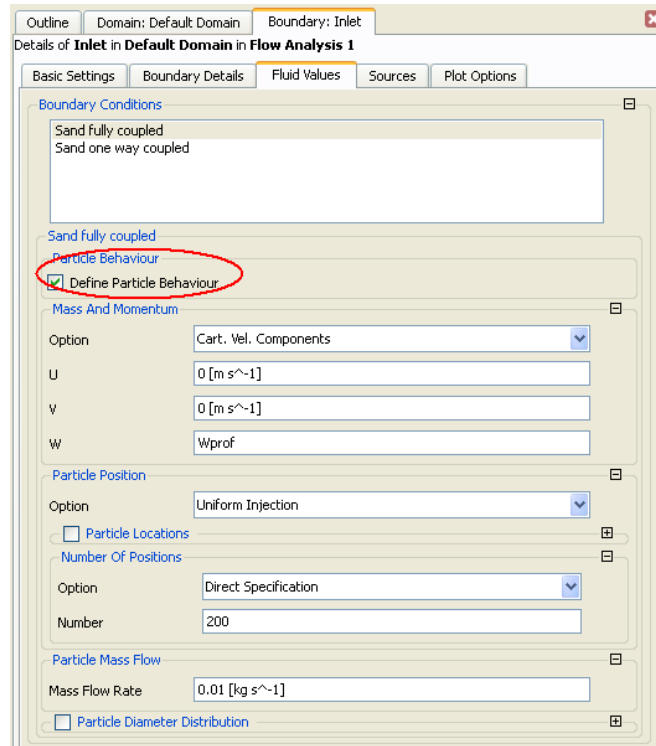 Outline Domain: Default Domain Boundary: Inlet
Details of Inlet in Default Domain in Flow Analysis 1
Basic Settings Boundary Details Fluid Values Sources Plot Options
Boundary Conditions
Sand fully coupled
Sand one way coupled
Sand fully coupled
Particle Behaviour
Define Particle Behaviour
Mass And Momentum
Option Cart. Vel. Components
U 0 [m s^-1]
V 0 [m s^-1]
W Wprof
Particle Position
Option Uniform Injection
Particle Locations
Number Of Positions
Option Direct Specification
Number 200
Particle Mass Flow
Mass Flow Rate 0.01 [kg s^-1]
Particle Diameter Distribution